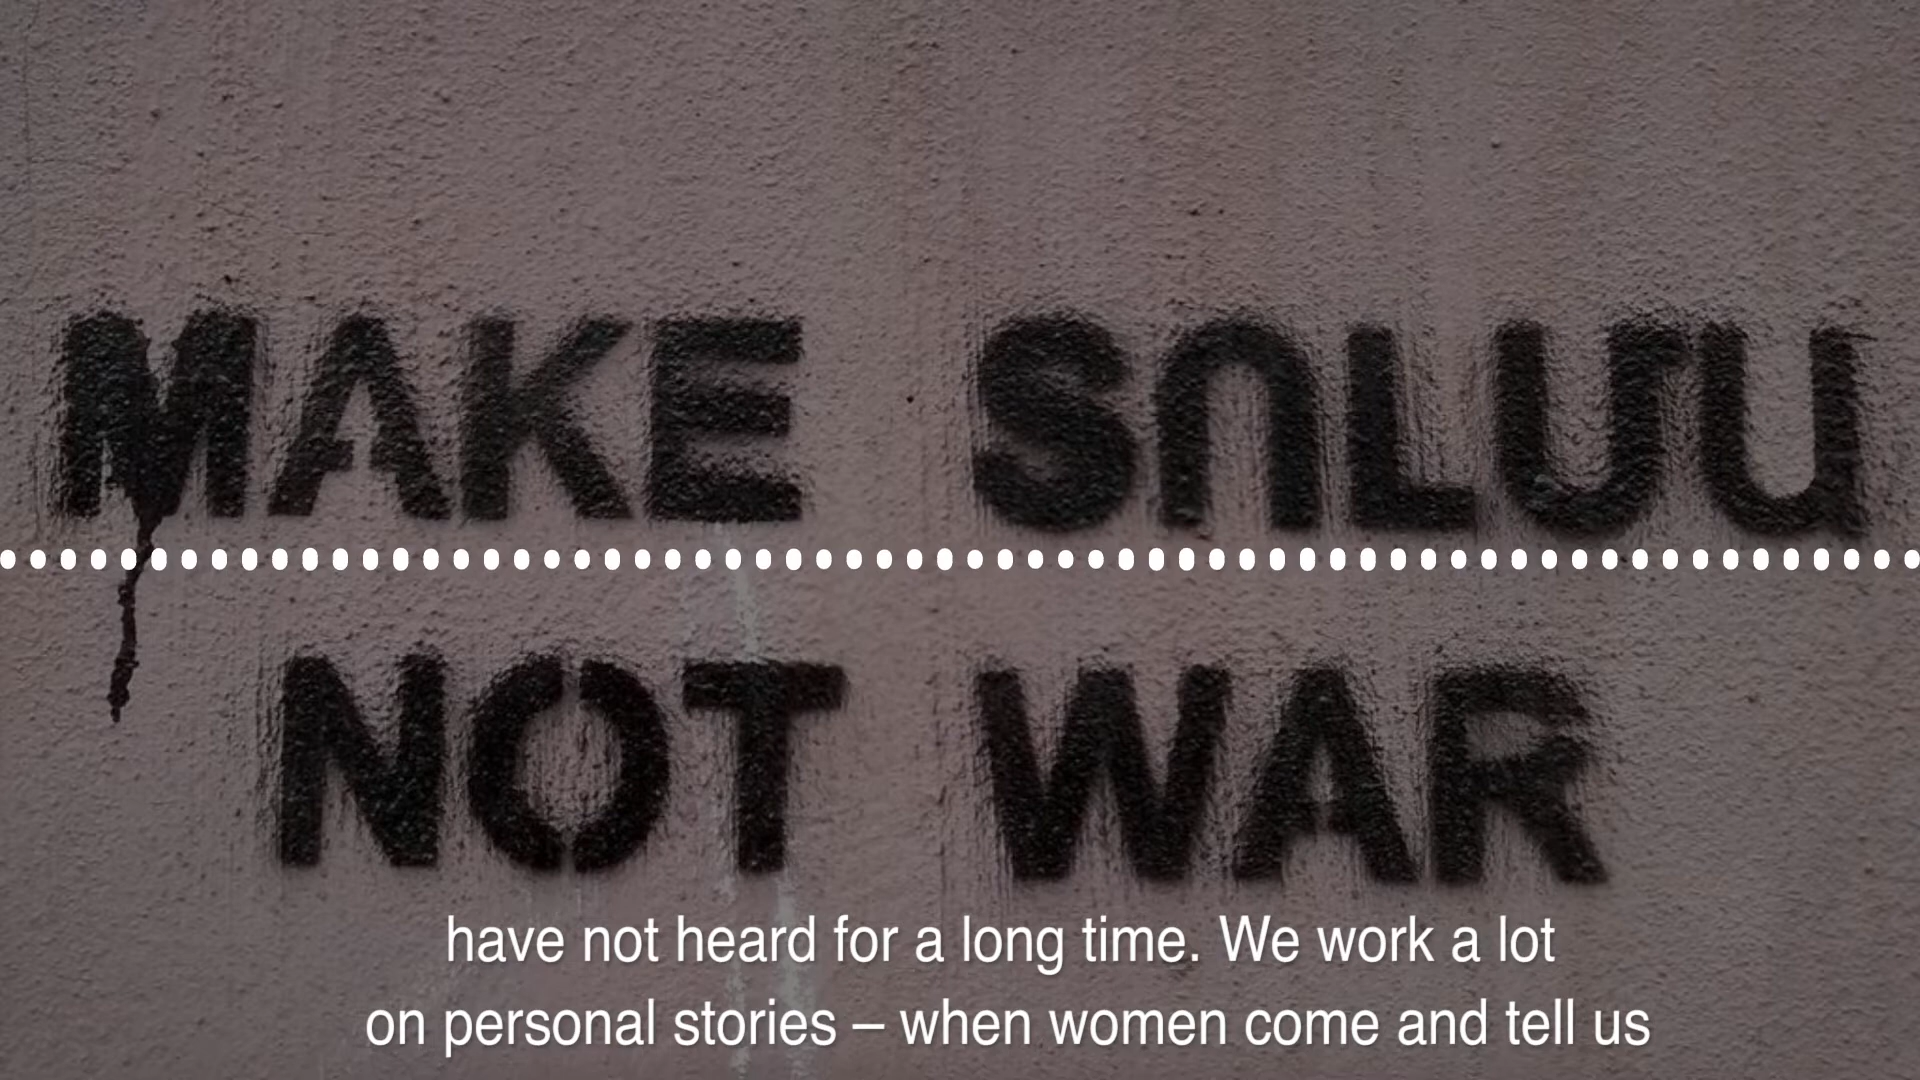 MAKE ՏՈԼՄԱ
NOT WAR
have not heard for a long time. We work a lot
on personal stories – when women come and tell us